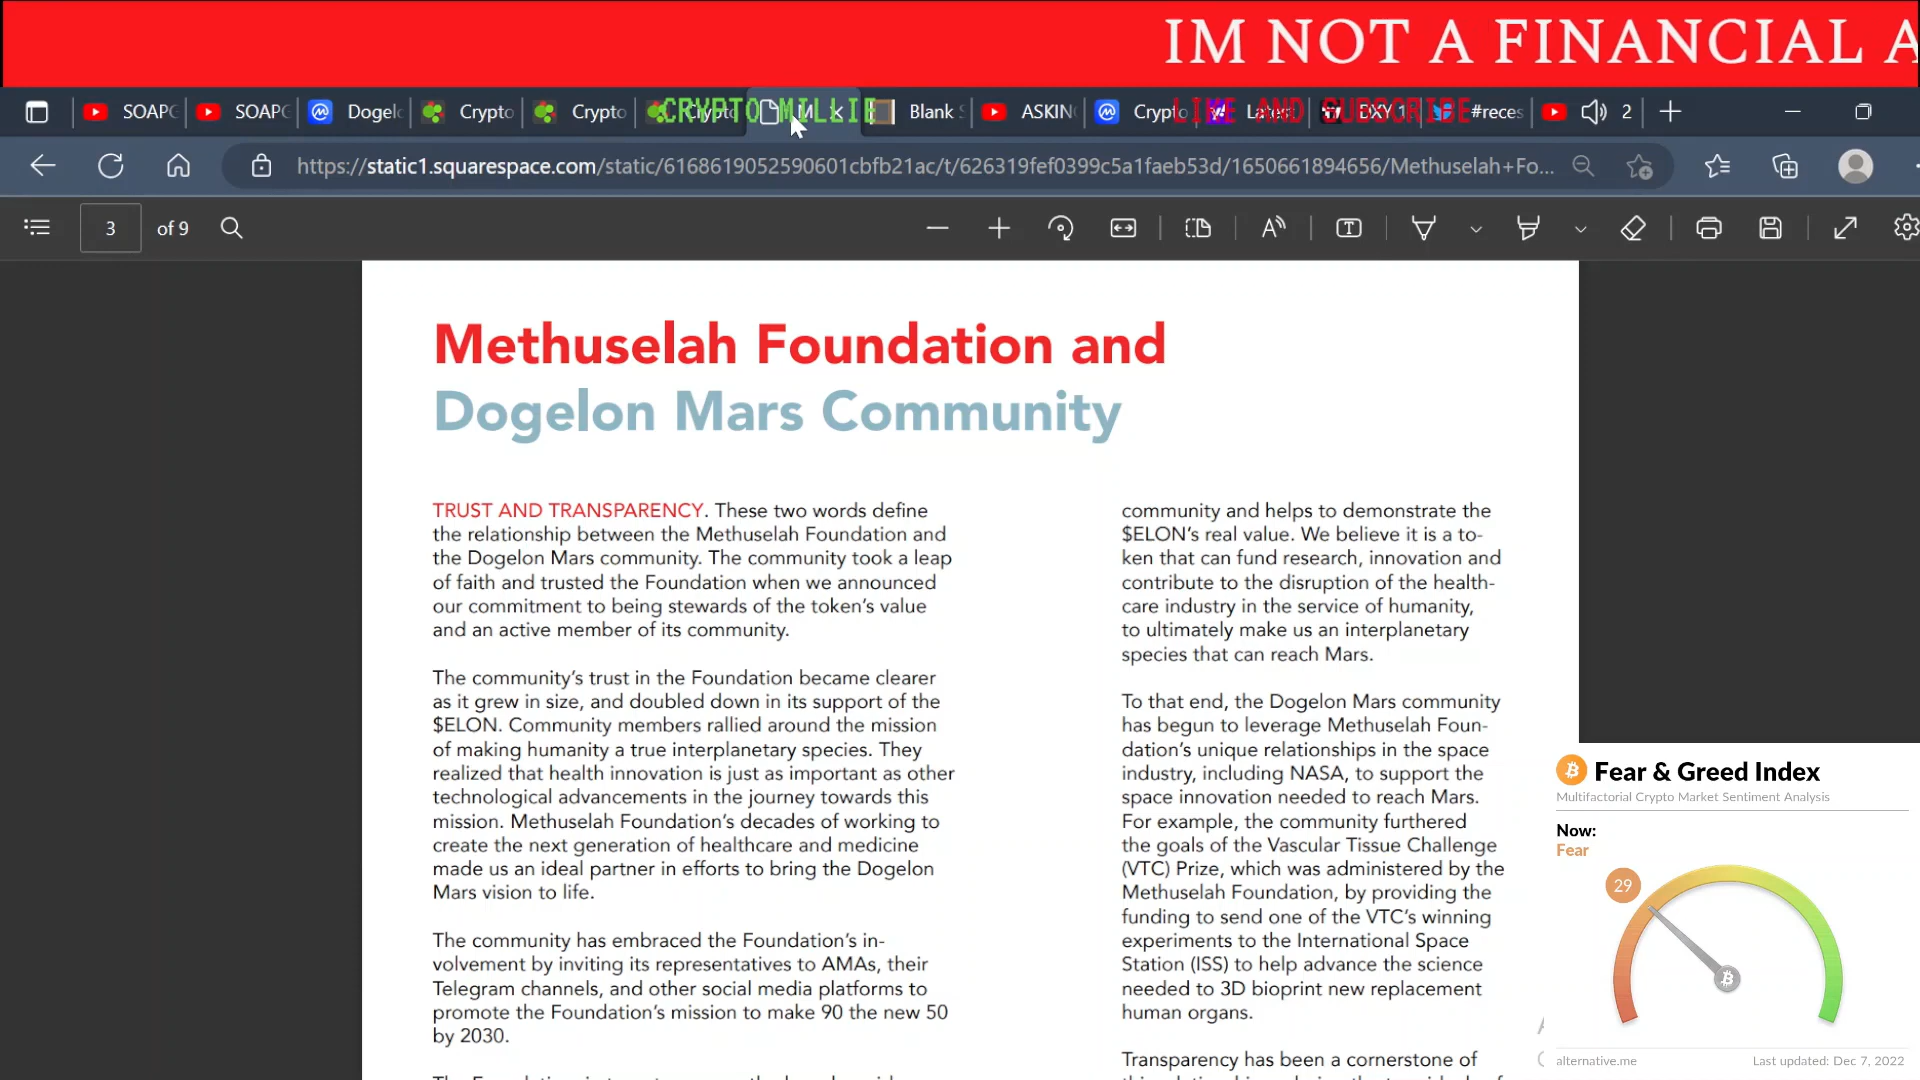 IM NOT A FINANCIAL A
SOAPG
SOAPG
Dogelo
Crypto
Crypto
Crypto
M
CRYPTO MILLIE
Blank S
ASKIN
Crypto
Latest
DXY 1
#reces
2
LIKE AND SUBSCRIBE
https://static1.squarespace.com/static/6168619052590601cbfb21ac/t/626319fef0399c5a1faeb53d/1650661894656/Methuselah+Fo...
3 of 9
Methuselah Foundation and
Dogelon Mars Community
TRUST AND TRANSPARENCY. These two words define
the relationship between the Methuselah Foundation and
the Dogelon Mars community. The community took a leap
of faith and trusted the Foundation when we announced
our commitment to being stewards of the token's value
and an active member of its community.
The community's trust in the Foundation became clearer
as it grew in size, and doubled down in its support of the
$ELON. Community members rallied around the mission
of making humanity a true interplanetary species. They
realized that health innovation is just as important as other
technological advancements in the journey towards this
mission. Methuselah Foundation's decades of working to
create the next generation of healthcare and medicine
made us an ideal partner in efforts to bring the Dogelon
Mars vision to life.
The community has embraced the Foundation's in-
volvement by inviting its representatives to AMAs, their
Telegram channels, and other social media platforms to
promote the Foundation's mission to make 90 the new 50
by 2030.
community and helps to demonstrate the
$ELON's real value. We believe it is a to-
ken that can fund research, innovation and
contribute to the disruption of the health-
care industry in the service of humanity,
to ultimately make us an interplanetary
species that can reach Mars.
To that end, the Dogelon Mars community
has begun to leverage Methuselah Foun-
dation's unique relationships in the space
industry, including NASA, to support the
space innovation needed to reach Mars.
For example, the community furthered
the goals of the Vascular Tissue Challenge
(VTC) Prize, which was administered by the
Methuselah Foundation, by providing the
funding to send one of the VTC's winning
experiments to the International Space
Station (ISS) to help advance the science
needed to 3D bioprint new replacement
human organs.
Transparency has been a cornerstone of
Fear & Greed Index
Multifactorial Crypto Market Sentiment Analysis
Now:
Fear
29
alternative.me
Last updated: Dec 7, 2022